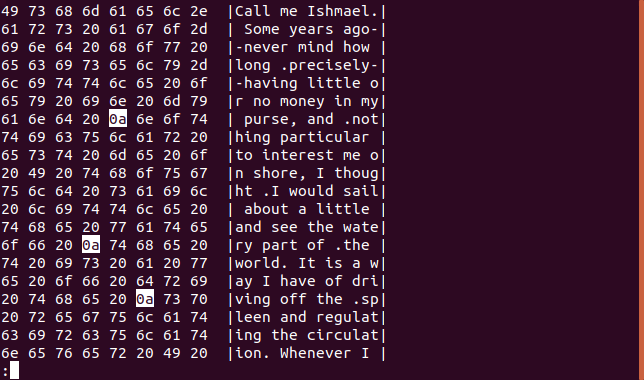 49 73 68 6d 61 65 6c 2e  |Call me Ishmael.|
61 72 73 20 61 67 6f 2d  | Some years ago-|
69 6e 64 20 68 6f 77 20  |-never mind how |
65 63 69 73 65 6c 79 2d  |long .precisely-|
6c 69 74 74 6c 65 20 6f  |-having little o|
65 79 20 69 6e 20 6d 79  |r no money in my|
61 6e 64 20 0a 6e 6f 74  | purse, and .not|
74 69 63 75 6c 61 72 20  |hing particular |
65 73 74 20 6d 65 20 6f  |to interest me o|
20 49 20 74 68 6f 75 67  |n shore, I thoug|
75 6c 64 20 73 61 69 6c  |ht .I would sail|
20 6c 69 74 74 6c 65 20  | about a little |
74 68 65 20 77 61 74 65  |and see the wate|
6f 66 20 0a 74 68 65 20  |ry part of .the |
74 20 69 73 20 61 20 77  |world. It is a w|
65 20 6f 66 20 64 72 69  |ay I have of dri|
20 74 68 65 20 0a 73 70  |ving off the .sp|
20 72 65 67 75 6c 61 74  |leen and regulat|
63 69 72 63 75 6c 61 74  |ing the circulat|
6e 65 76 65 72 20 49 20  |ion. Whenever I |
: